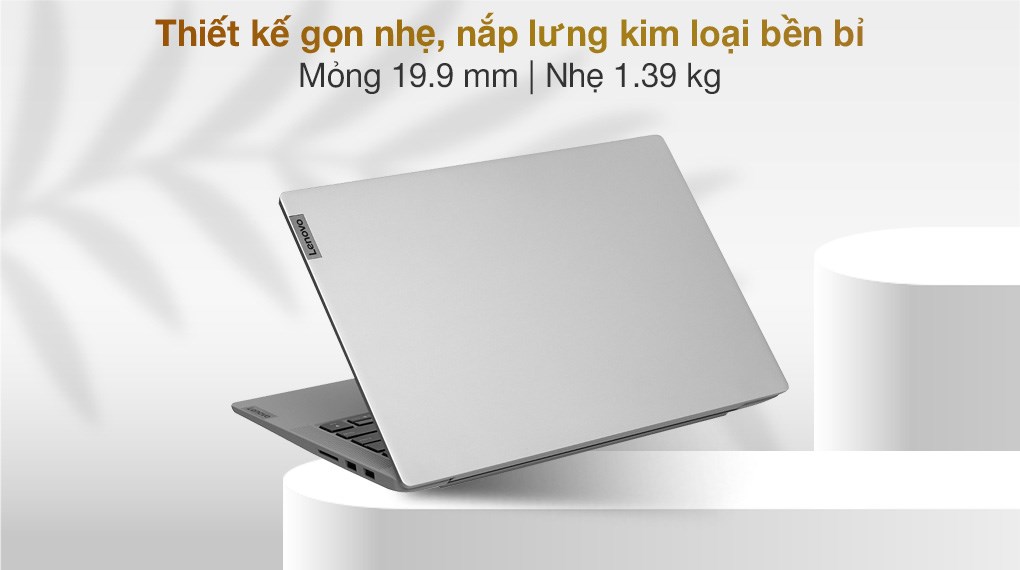 Thiết kế gọn nhẹ, nắp lưng kim loại bền bỉ
Mỏng 19.9 mm | Nhẹ 1.39 kg
Lenovo
Lenovo